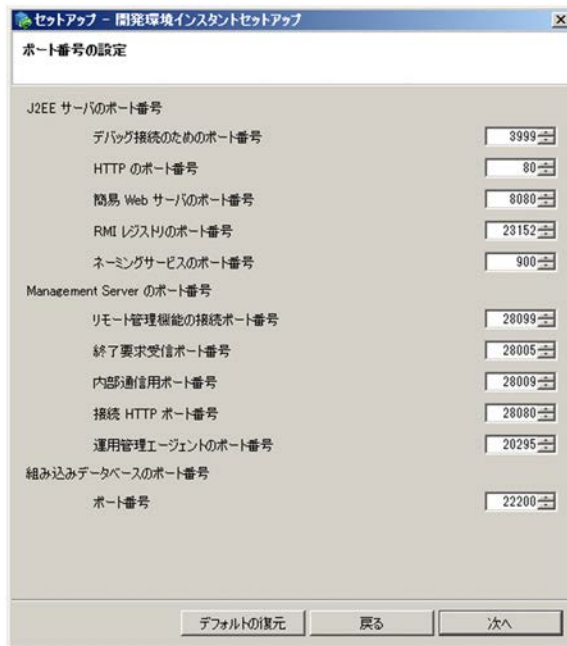 セットアップ - 開発環境インスタントセットアップ
ポート番号の設定
J2EE サーバのポート番号
デバッグ接続のためのポート番号 3999
HTTP のポート番号 80
簡易 Web サーバのポート番号 8080
RMI レジストリのポート番号 23152
ネーミングサービスのポート番号 900
Management Server のポート番号
リモート管理機能の接続ポート番号 28099
終了要求受信ポート番号 28005
内部通信用ポート番号 28009
接続 HTTP ポート番号 28080
運用管理エージェントのポート番号 20295
組み込みデータベースのポート番号
ポート番号 22200
デフォルトの復元 戻る 次へ